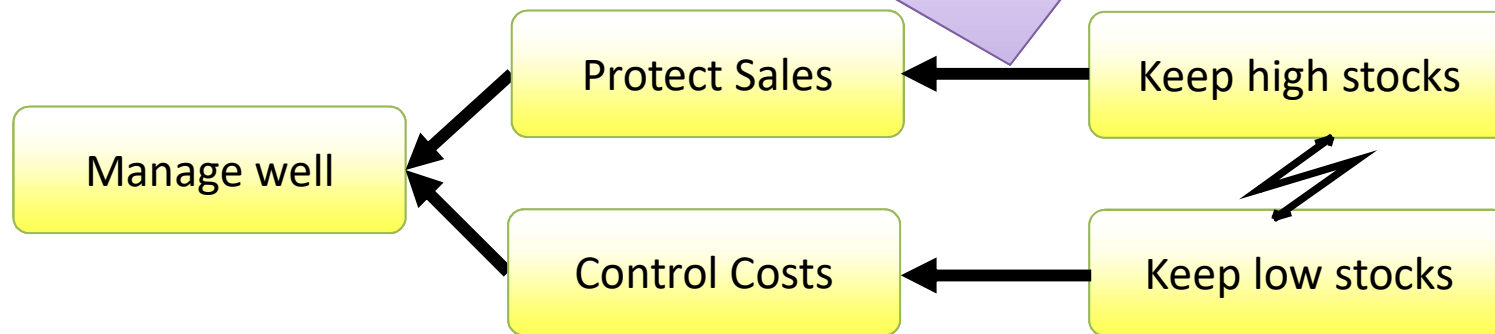 Protect Sales
Keep high stocks
Manage well
Control Costs
Keep low stocks